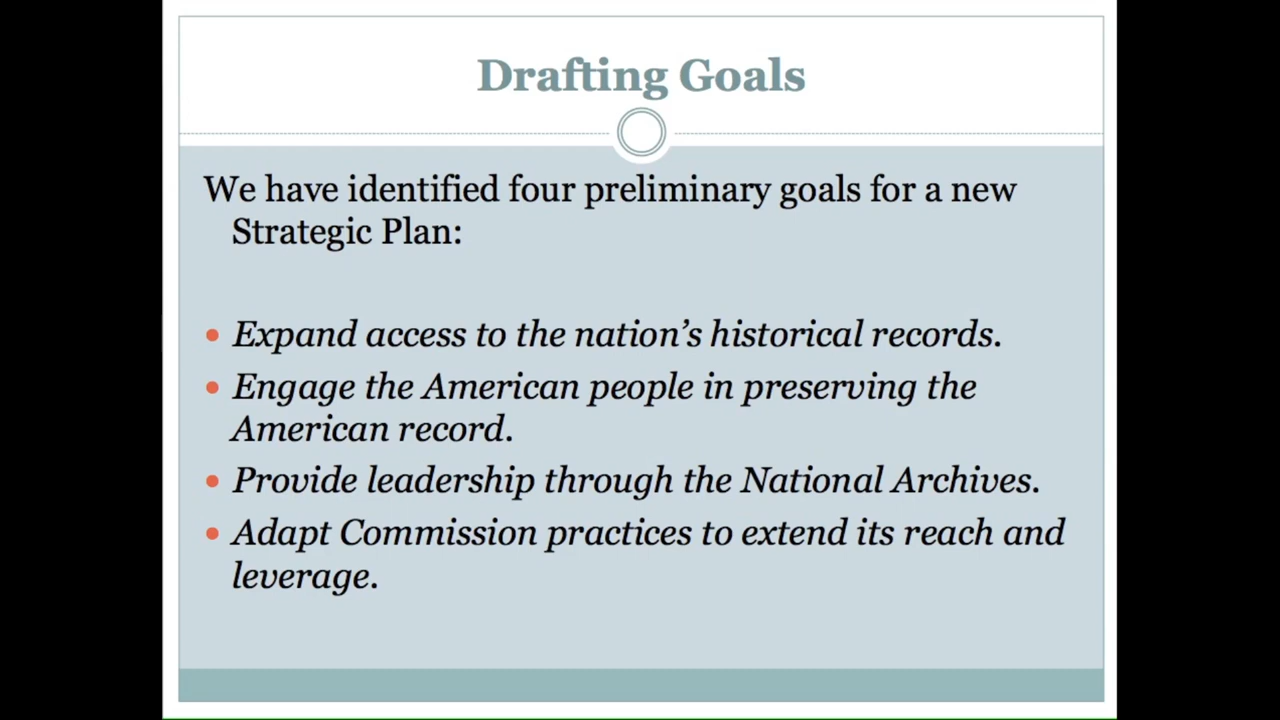 Drafting Goals
We have identified four preliminary goals for a new
Strategic Plan:
• Expand access to the nation’s historical records.
• Engage the American people in preserving the
American record.
• Provide leadership through the National Archives.
• Adapt Commission practices to extend its reach and
leverage.